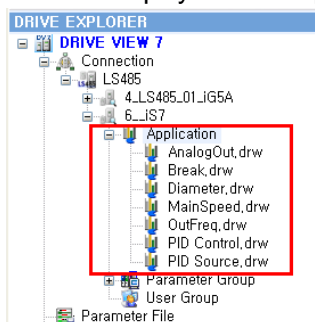 DRIVE EXPLORER
DRIVE VIEW 7
Connection
LS485
4_LS485_01_iG5A
6__iS7
Application
AnalogOut,drw
Break,drw
Diameter,drw
MainSpeed,drw
OutFreq,drw
PID Control,drw
PID Source,drw
Parameter Group
User Group
Parameter File